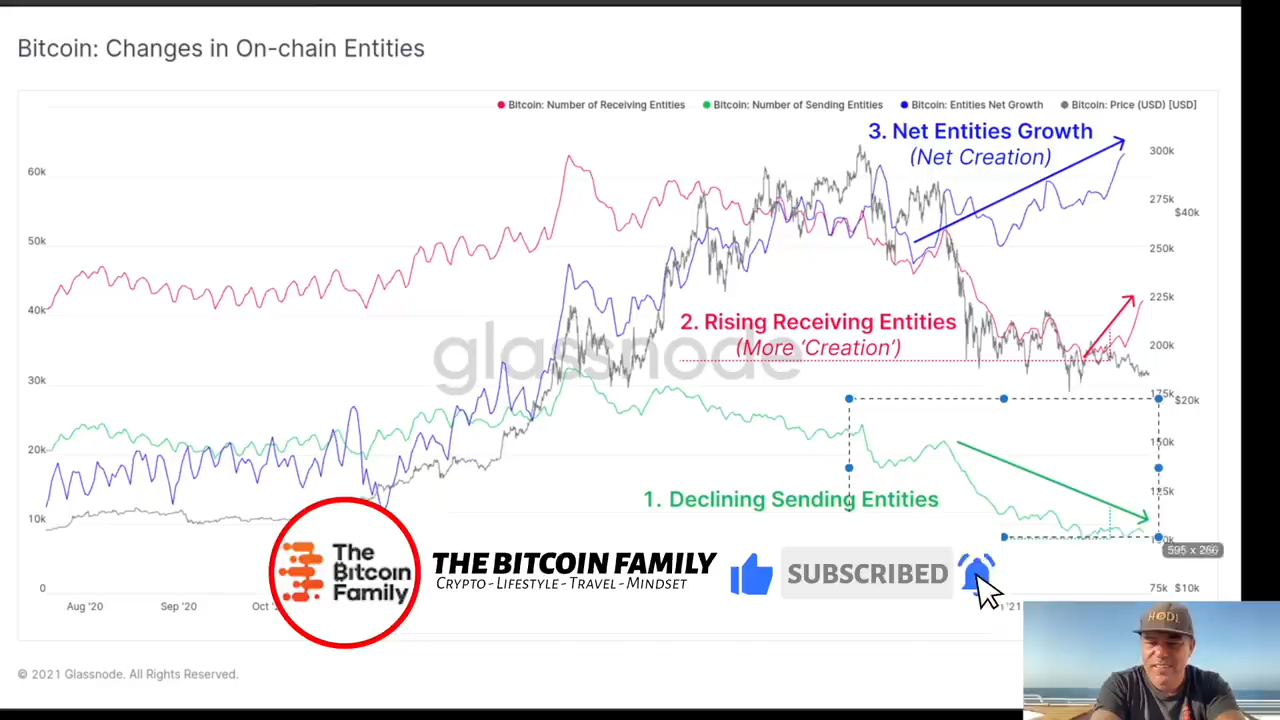 Bitcoin: Changes in On-chain Entities
Bitcoin: Number of Receiving Entities
Bitcoin: Number of Sending Entities
Bitcoin: Entities Net Growth
Bitcoin: Price (USD) [USD]
3. Net Entities Growth
(Net Creation)
60k
50k
40k
30k
20k
10k
0
300k
275k
$40k
250k
225k
200k
175k
$20k
150k
125k
75k
$10k
2. Rising Receiving Entities
(More 'Creation')
glassnode
1. Declining Sending Entities
595 x 266
The
Bitcoin
Family
THE BITCOIN FAMILY
CRYPTO - LIFESTYLE - TRAVEL - MINDSET
SUBSCRIBED
Aug '20
Sep '20
Oct
HODL
© 2021 Glassnode. All Rights Reserved.